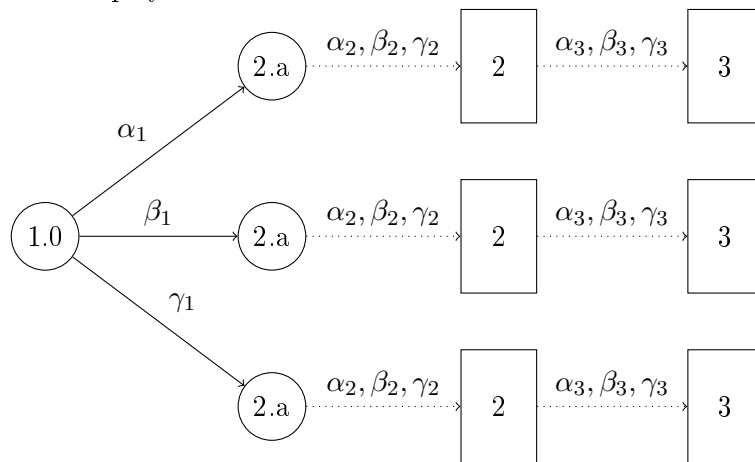 2.a α₂, β₂, γ₂ 2 α₃, β₃, γ₃ 3
α₁
1.0 β₁ 2.a α₂, β₂, γ₂ 2 α₃, β₃, γ₃ 3
γ₁
2.a α₂, β₂, γ₂ 2 α₃, β₃, γ₃ 3